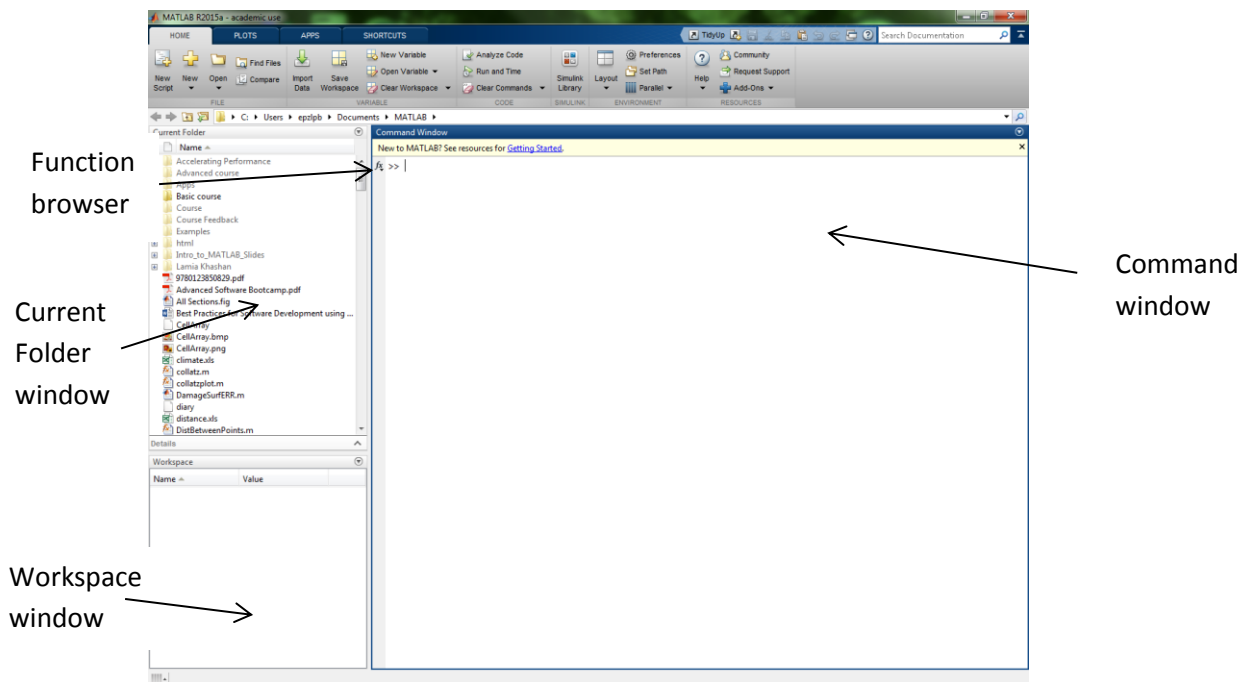 MATLAB R2015a - academic use
HOME PLOTS APPS SHORTCUTS TidyUp Search Documentation
New Script
New
Open
Find Files
Compare
Import Data
Save Workspace
New Variable
Open Variable
Clear Workspace
Analyze Code
Run and Time
Clear Commands
Simulink Library
Layout
Preferences
Set Path
Parallel
Help
Community
Request Support
Add-Ons
FILE VARIABLE CODE SIMULINK ENVIRONMENT RESOURCES
C: Users epzlpb Documents MATLAB
Current Folder
Name
Accelerating Performance
Advanced course
Apps
Basic course
Course
Course Feedback
Examples
html
Intro_to_MATLAB_Slides
Lamia Khashan
9780123850829.pdf
Advanced Software Bootcamp.pdf
All Sections.fig
Best Practices for Software Development using ...
CellArray
CellArray.bmp
CellArray.png
climate.xls
collatz.m
collatzplot.m
DamageSurfERR.m
diary
distance.xls
DistBetweenPoints.m
Details
Workspace
Name Value
Command Window
New to MATLAB? See resources for Getting Started.
fx >>
Function
browser
Current
Folder
window
Workspace
window
Command
window